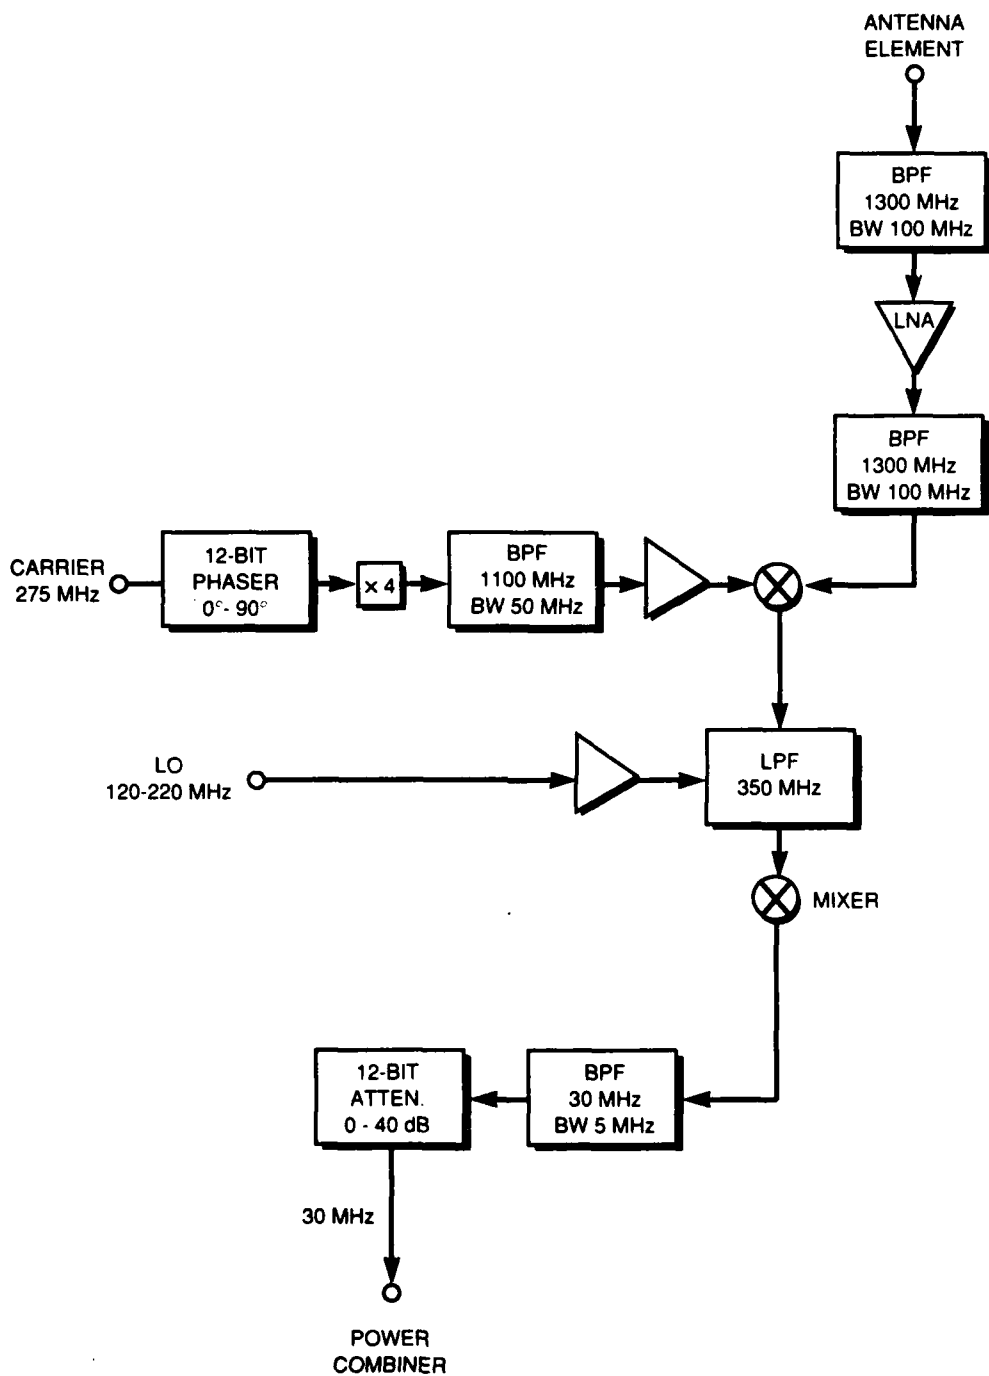 ANTENNA
ELEMENT
BPF
1300 MHz
BW 100 MHz
LNA
BPF
1300 MHz
BW 100 MHz
CARRIER
275 MHz
12-BIT
PHASER
0°- 90°
× 4
BPF
1100 MHz
BW 50 MHz
LO
120-220 MHz
LPF
350 MHz
MIXER
12-BIT
ATTEN.
0 - 40 dB
BPF
30 MHz
BW 5 MHz
30 MHz
POWER
COMBINER